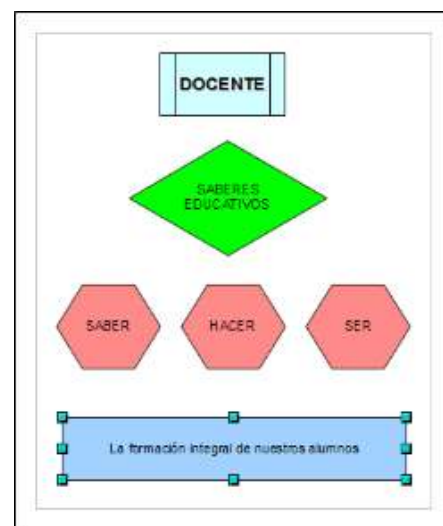 DOCENTE
SABERES
EDUCATIVOS
SABER
HACER
SER
La formación integral de nuestros alumnos